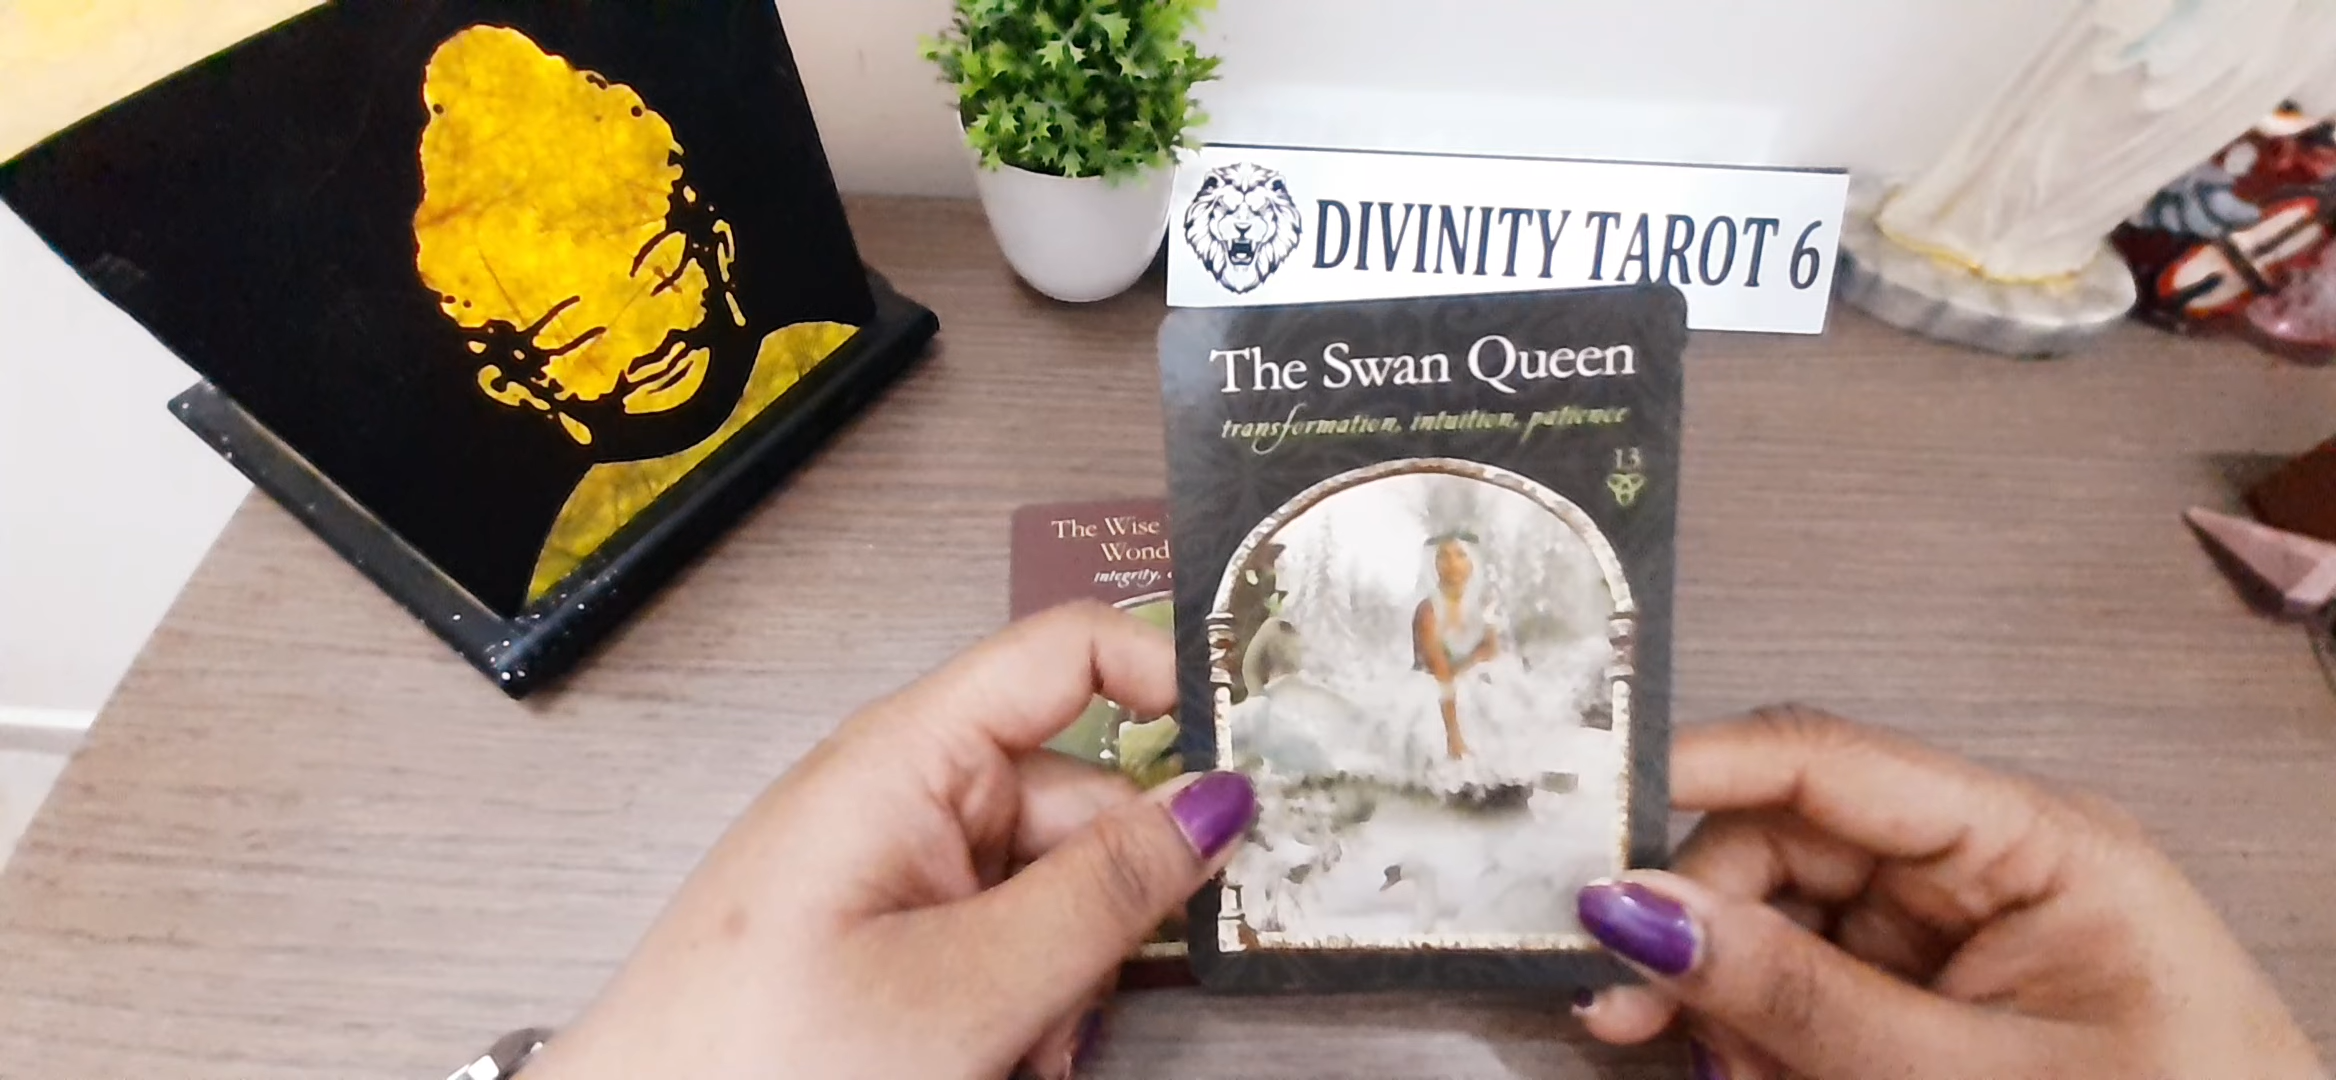 DIVINITY TAROT 6
The Swan Queen
transformation, intuition, patience
13
The Wise
Wond
integrity,